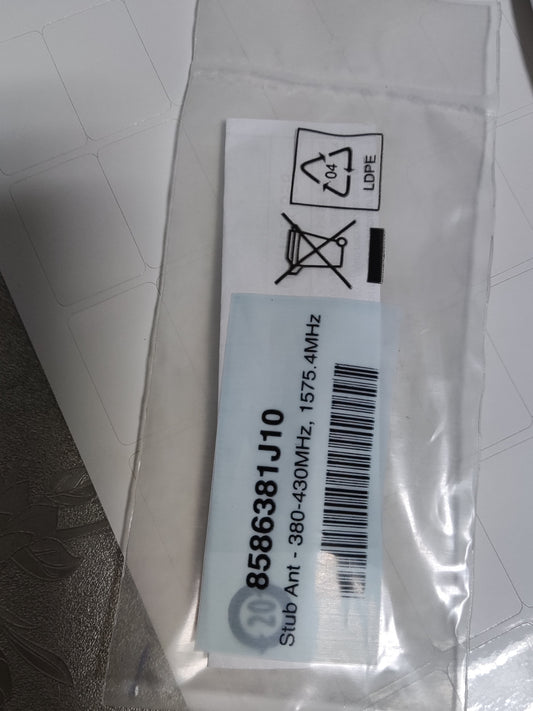 04
LDPE
20
8586381J10
Stub Ant - 380-430MHz, 1575.4MHz